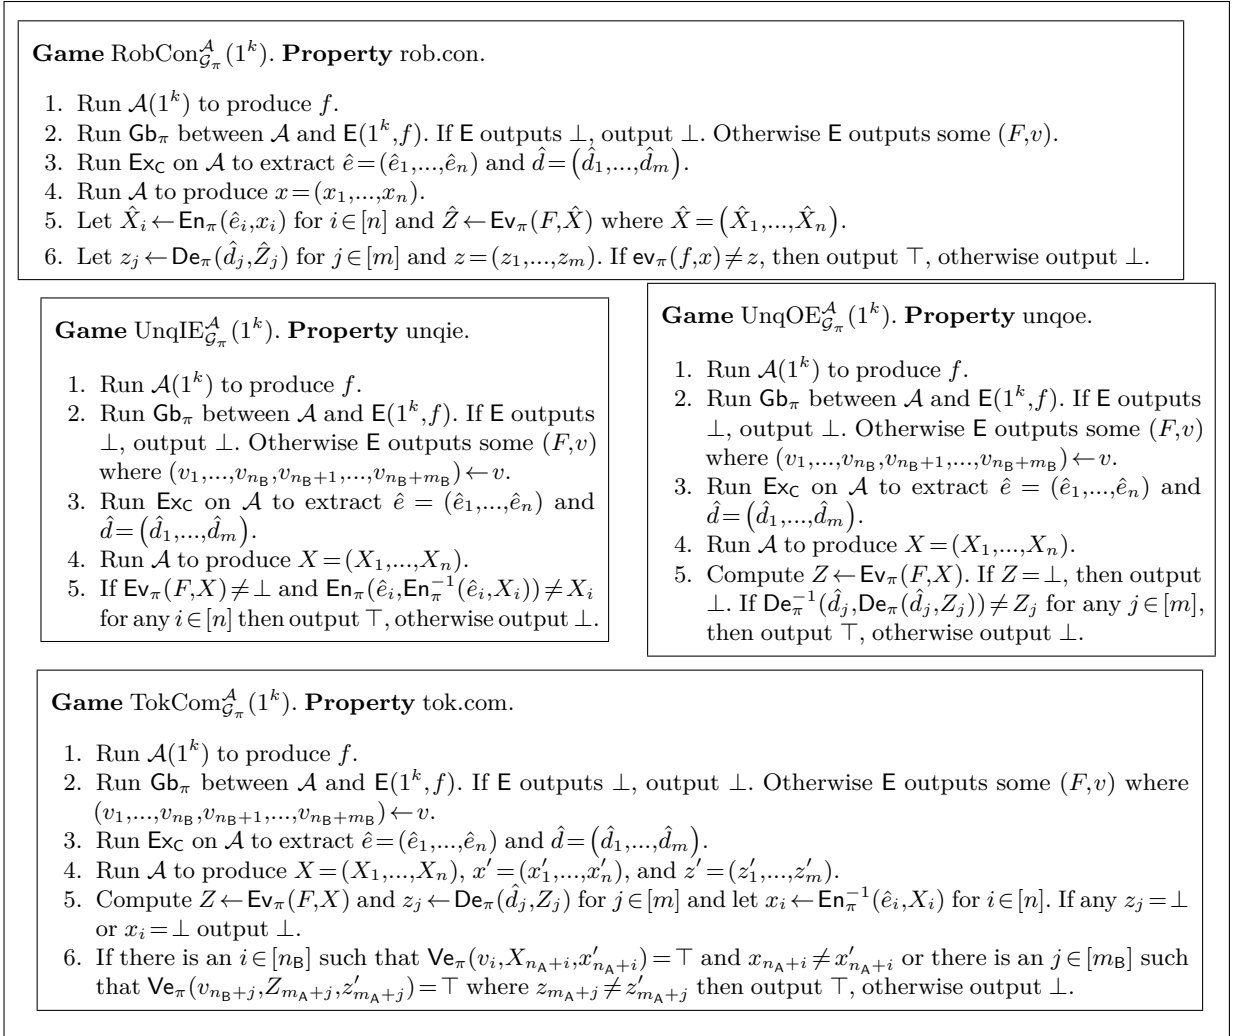 Game RobCon^𝒜_{𝒢_π}(1^k). Property rob.con.
1. Run 𝒜(1^k) to produce f.
2. Run Gb_π between 𝒜 and E(1^k,f). If E outputs ⊥, output ⊥. Otherwise E outputs some (F,v).
3. Run Ex_C on 𝒜 to extract ê=(ê_1,...,ê_n) and d̂=(d̂_1,...,d̂_m).
4. Run 𝒜 to produce x=(x_1,...,x_n).
5. Let X̂_i←En_π(ê_i,x_i) for i∈[n] and Ẑ←Ev_π(F,X̂) where X̂=(X̂_1,...,X̂_n).
6. Let z_j←De_π(d̂_j,Ẑ_j) for j∈[m] and z=(z_1,...,z_m). If ev_π(f,x)≠z, then output ⊤, otherwise output ⊥.
Game UnqIE^𝒜_{𝒢_π}(1^k). Property unqie.
1. Run 𝒜(1^k) to produce f.
2. Run Gb_π between 𝒜 and E(1^k,f). If E outputs
⊥, output ⊥. Otherwise E outputs some (F,v)
where (v_1,...,v_{n_B},v_{n_B+1},...,v_{n_B+m_B})←v.
3. Run Ex_C on 𝒜 to extract ê = (ê_1,...,ê_n) and
d̂=(d̂_1,...,d̂_m).
4. Run 𝒜 to produce X=(X_1,...,X_n).
5. If Ev_π(F,X)≠⊥ and En_π(ê_i,En_π^{-1}(ê_i,X_i))≠X_i
for any i∈[n] then output ⊤, otherwise output ⊥.
Game UnqOE^𝒜_{𝒢_π}(1^k). Property unqoe.
1. Run 𝒜(1^k) to produce f.
2. Run Gb_π between 𝒜 and E(1^k,f). If E outputs
⊥, output ⊥. Otherwise E outputs some (F,v)
where (v_1,...,v_{n_B},v_{n_B+1},...,v_{n_B+m_B})←v.
3. Run Ex_C on 𝒜 to extract ê = (ê_1,...,ê_n) and
d̂=(d̂_1,...,d̂_m).
4. Run 𝒜 to produce X=(X_1,...,X_n).
5. Compute Z←Ev_π(F,X). If Z=⊥, then output
⊥. If De_π^{-1}(d̂_j,De_π(d̂_j,Z_j))≠Z_j for any j∈[m],
then output ⊤, otherwise output ⊥.
Game TokCom^𝒜_{𝒢_π}(1^k). Property tok.com.
1. Run 𝒜(1^k) to produce f.
2. Run Gb_π between 𝒜 and E(1^k,f). If E outputs ⊥, output ⊥. Otherwise E outputs some (F,v) where
(v_1,...,v_{n_B},v_{n_B+1},...,v_{n_B+m_B})←v.
3. Run Ex_C on 𝒜 to extract ê=(ê_1,...,ê_n) and d̂=(d̂_1,...,d̂_m).
4. Run 𝒜 to produce X=(X_1,...,X_n), x′=(x′_1,...,x′_n), and z′=(z′_1,...,z′_m).
5. Compute Z←Ev_π(F,X) and z_j←De_π(d̂_j,Z_j) for j∈[m] and let x_i←En_π^{-1}(ê_i,X_i) for i∈[n]. If any z_j=⊥
or x_i=⊥ output ⊥.
6. If there is an i∈[n_B] such that Ve_π(v_i,X_{n_A+i},x′_{n_A+i})=⊤ and x_{n_A+i}≠x′_{n_A+i} or there is an j∈[m_B] such
that Ve_π(v_{n_B+j},Z_{m_A+j},z′_{m_A+j})=⊤ where z_{m_A+j}≠z′_{m_A+j} then output ⊤, otherwise output ⊥.